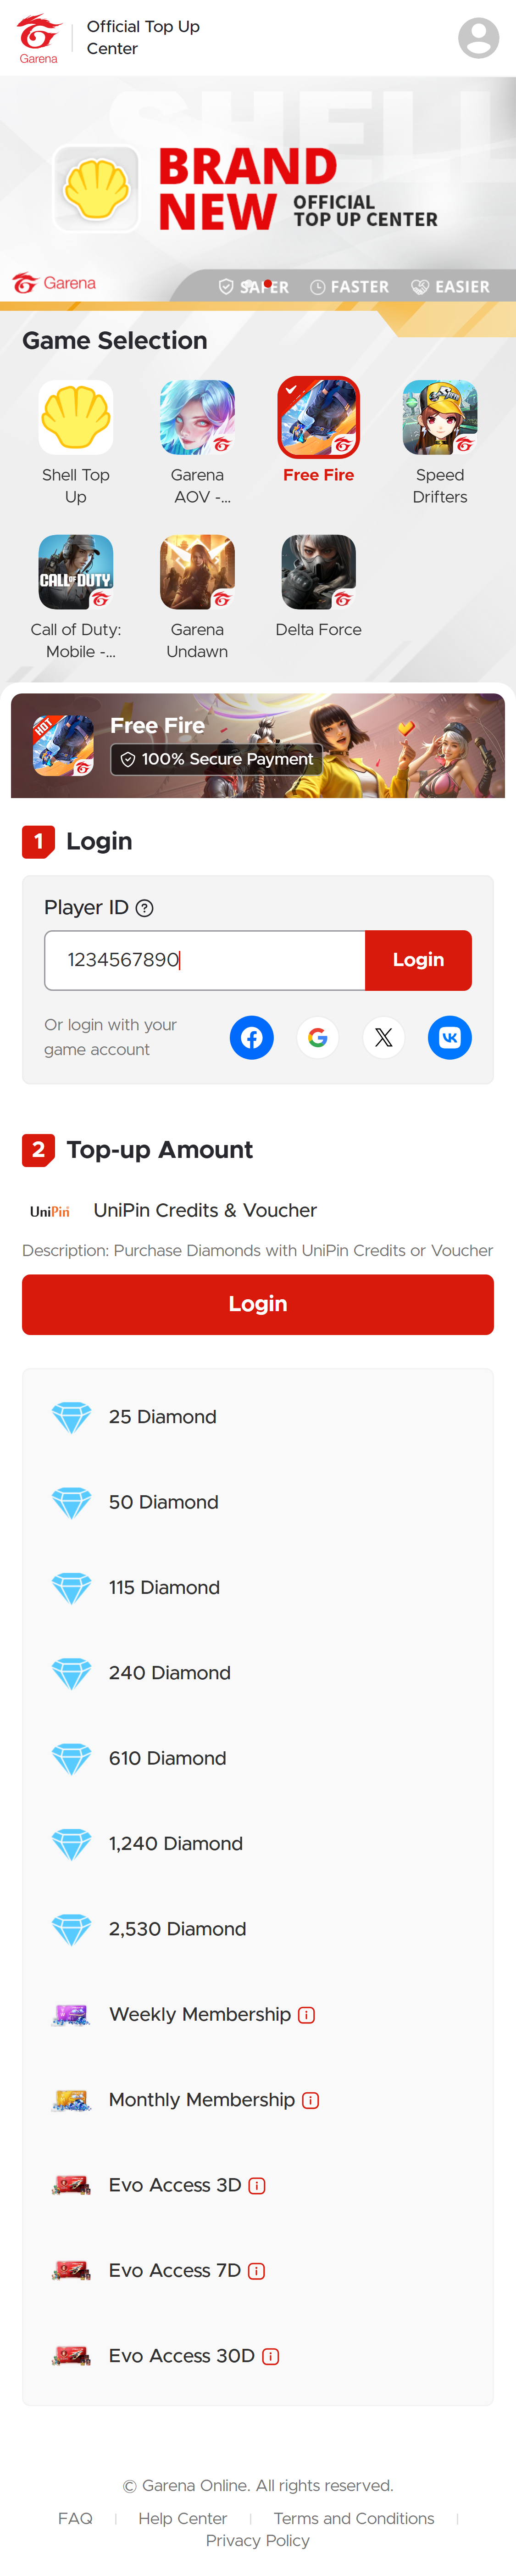 Garena
Official Top Up
Center
SHELL
BRAND
NEW
OFFICIAL
TOP UP CENTER
Garena
SAFER
FASTER
EASIER
Game Selection
Shell Top
Up
Garena
AOV -...
Free Fire
Speed
Drifters
CALL OF DUTY
Call of Duty:
Mobile -...
Garena
Undawn
Delta Force
HOT
Free Fire
100% Secure Payment
1 Login
Player ID ?
1234567890
Login
Or login with your
game account
2 Top-up Amount
UniPin UniPin Credits & Voucher
Description: Purchase Diamonds with UniPin Credits or Voucher
Login
25 Diamond
50 Diamond
115 Diamond
240 Diamond
610 Diamond
1,240 Diamond
2,530 Diamond
Weekly Membership i
Monthly Membership i
Evo Access 3D i
Evo Access 7D i
Evo Access 30D i
© Garena Online. All rights reserved.
FAQ | Help Center | Terms and Conditions |
Privacy Policy